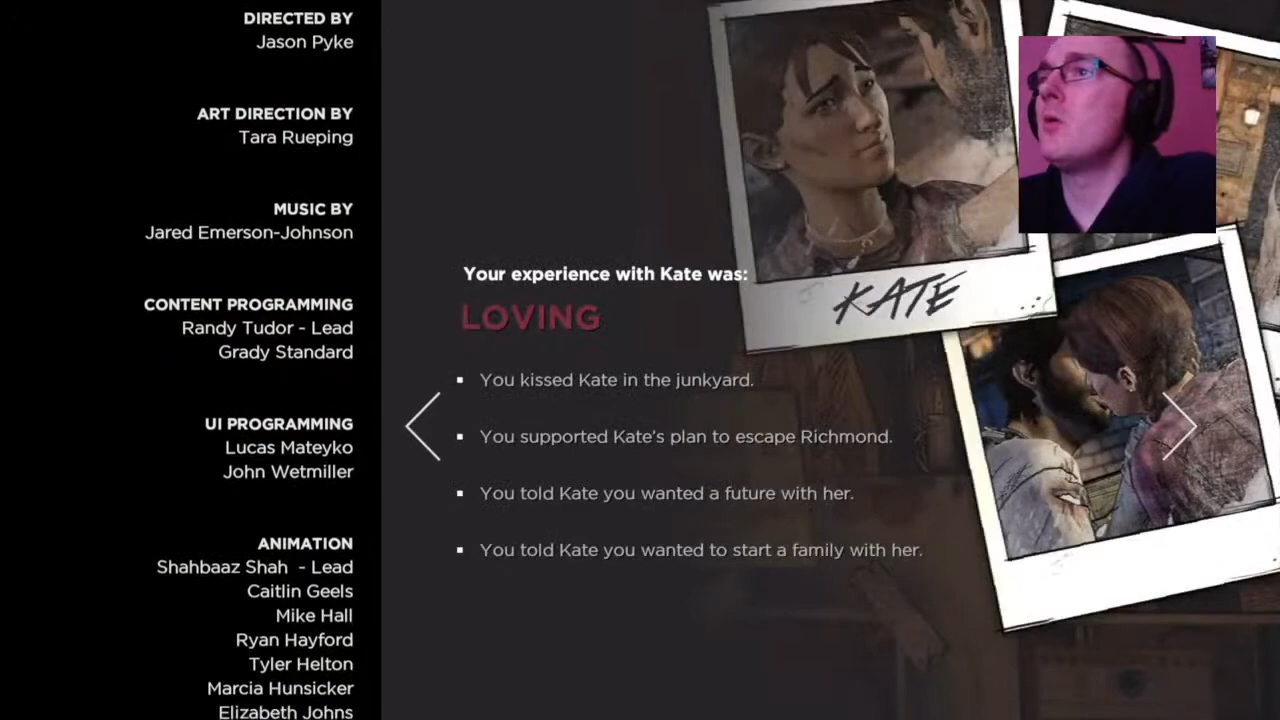 DIRECTED BY
Jason Pyke
ART DIRECTION BY
Tara Rueping
MUSIC BY
Jared Emerson-Johnson
CONTENT PROGRAMMING
Randy Tudor - Lead
Grady Standard
UI PROGRAMMING
Lucas Mateyko
John Wetmiller
ANIMATION
Shahbaaz Shah - Lead
Caitlin Geels
Mike Hall
Ryan Hayford
Tyler Helton
Marcia Hunsicker
Elizabeth Johns
Your experience with Kate was:
LOVING
▪ You kissed Kate in the junkyard.
▪ You supported Kate's plan to escape Richmond.
▪ You told Kate you wanted a future with her.
▪ You told Kate you wanted to start a family with her.
KATE